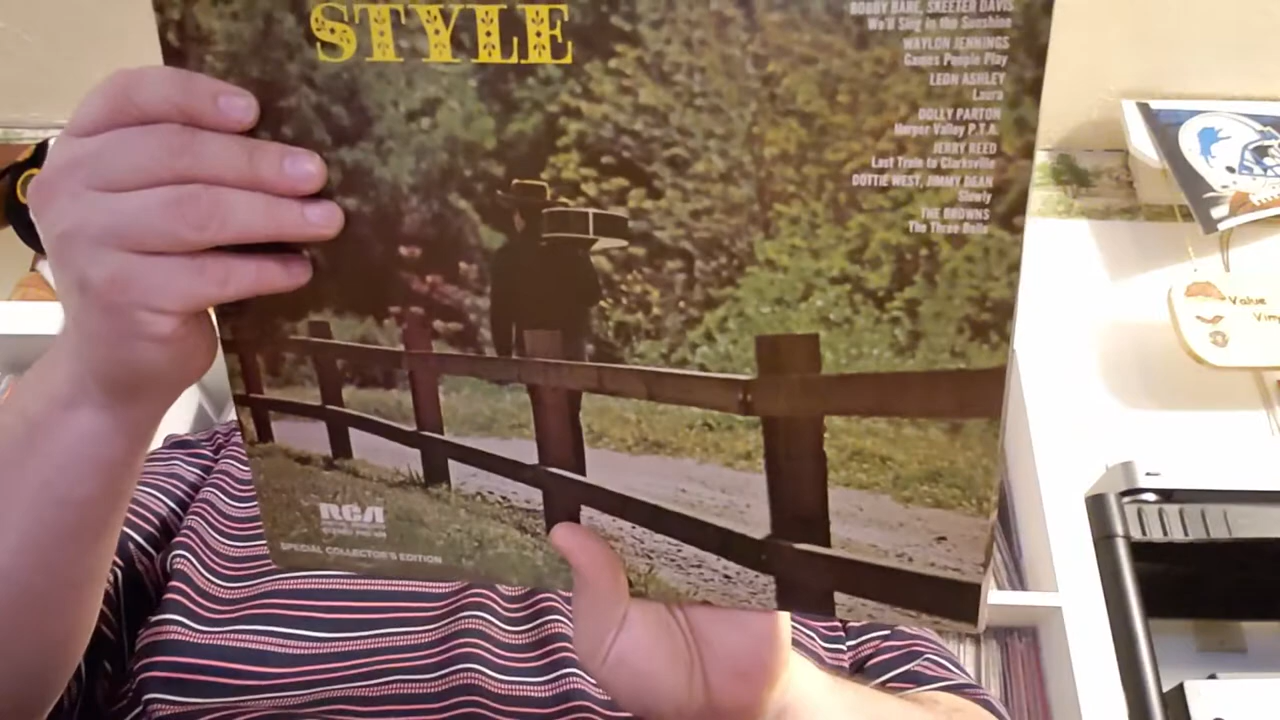 STYLE
BOBBY BARE, SKEETER DAVIS
We'll Sing in the Sunshine
WAYLON JENNINGS
Games People Play
LEON ASHLEY
Laura
DOLLY PARTON
Harper Valley P.T.A.
JERRY REED
Last Train to Clarksville
DOTTIE WEST, JIMMY DEAN
Slowly
THE BROWNS
The Three Bells
RCA
SPECIAL COLLECTOR'S EDITION
Value